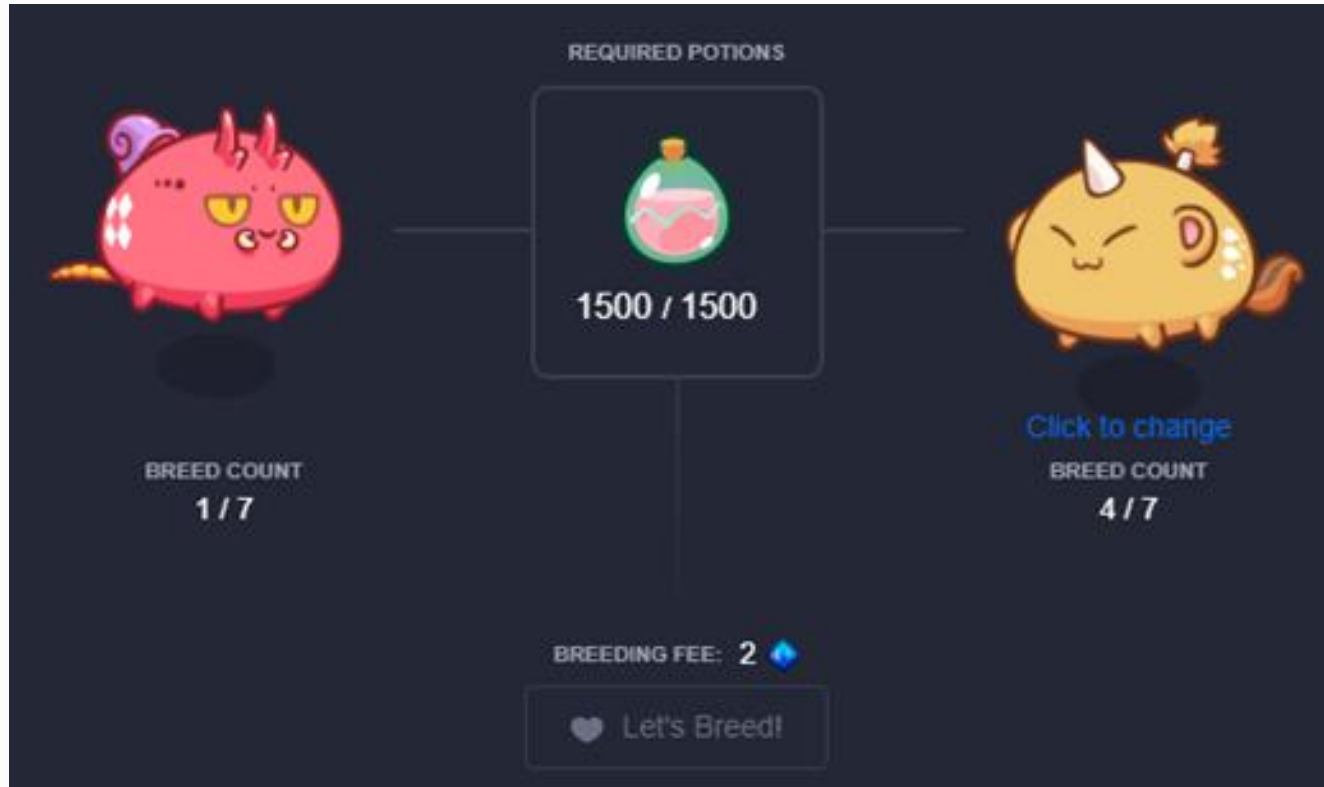 REQUIRED POTIONS
1500 / 1500
Click to change
BREED COUNT
1 / 7
BREED COUNT
4 / 7
BREEDING FEE: 2
Let's Breed!